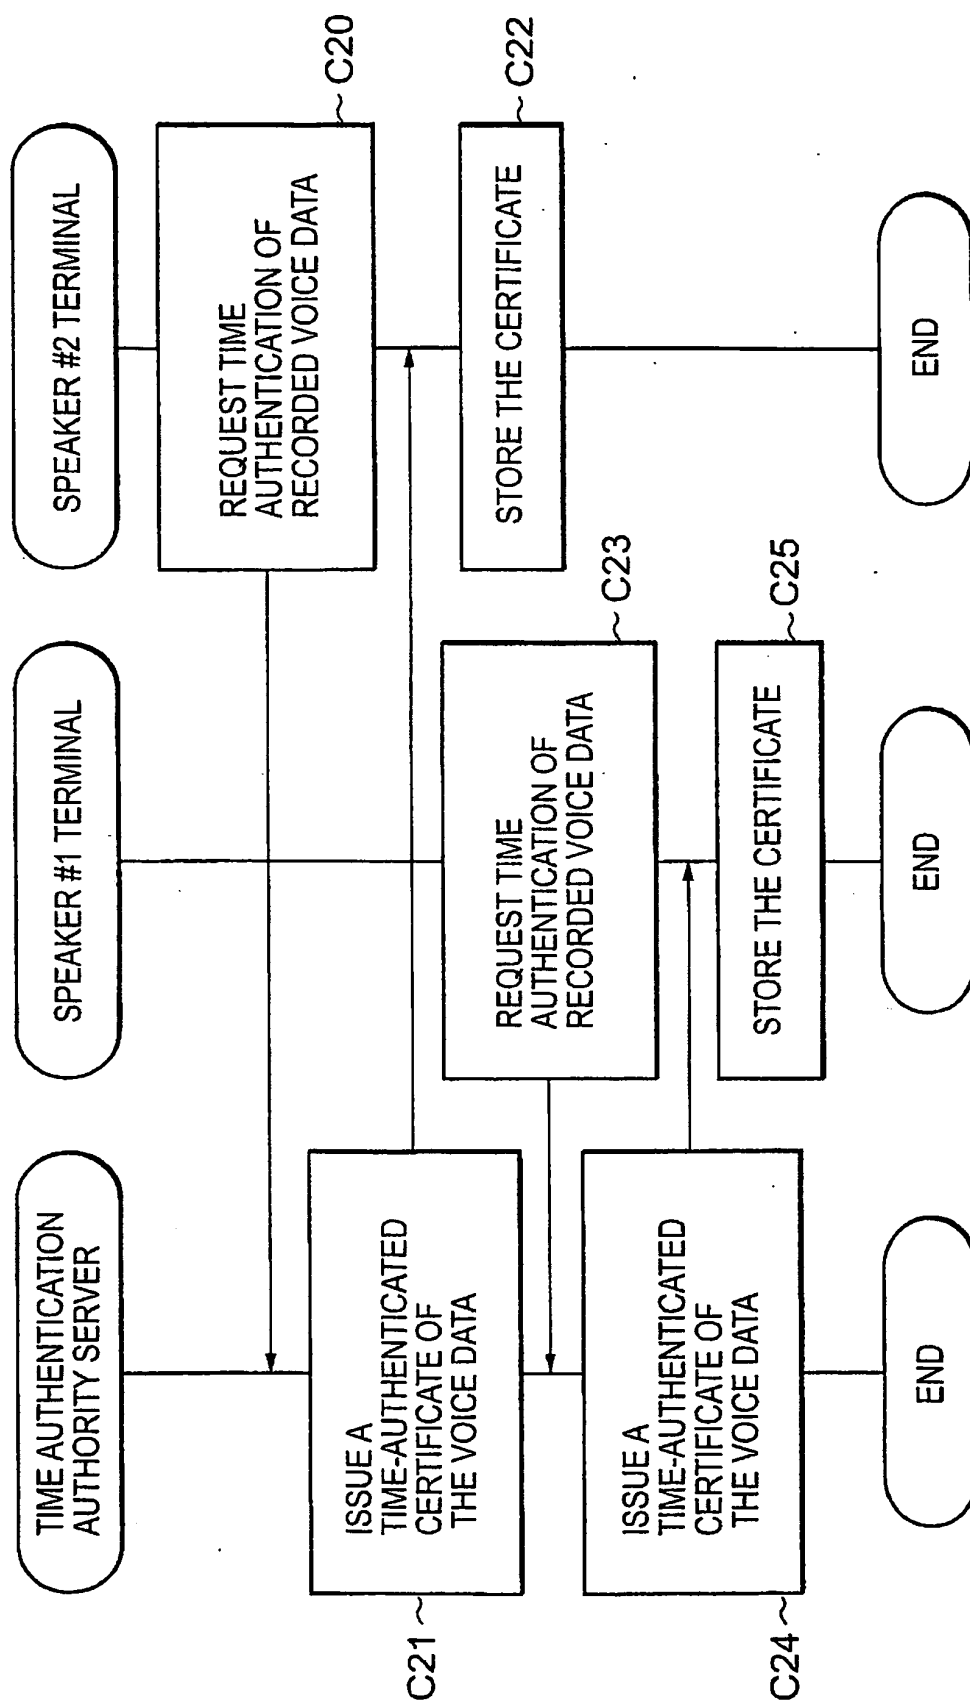 TIME AUTHENTICATION
AUTHORITY SERVER
SPEAKER #1 TERMINAL
SPEAKER #2 TERMINAL
REQUEST TIME
AUTHENTICATION OF
RECORDED VOICE DATA
C20
C21
ISSUE A
TIME-AUTHENTICATED
CERTIFICATE OF
THE VOICE DATA
STORE THE CERTIFICATE
C22
REQUEST TIME
AUTHENTICATION OF
RECORDED VOICE DATA
C23
C24
ISSUE A
TIME-AUTHENTICATED
CERTIFICATE OF
THE VOICE DATA
STORE THE CERTIFICATE
C25
END
END
END